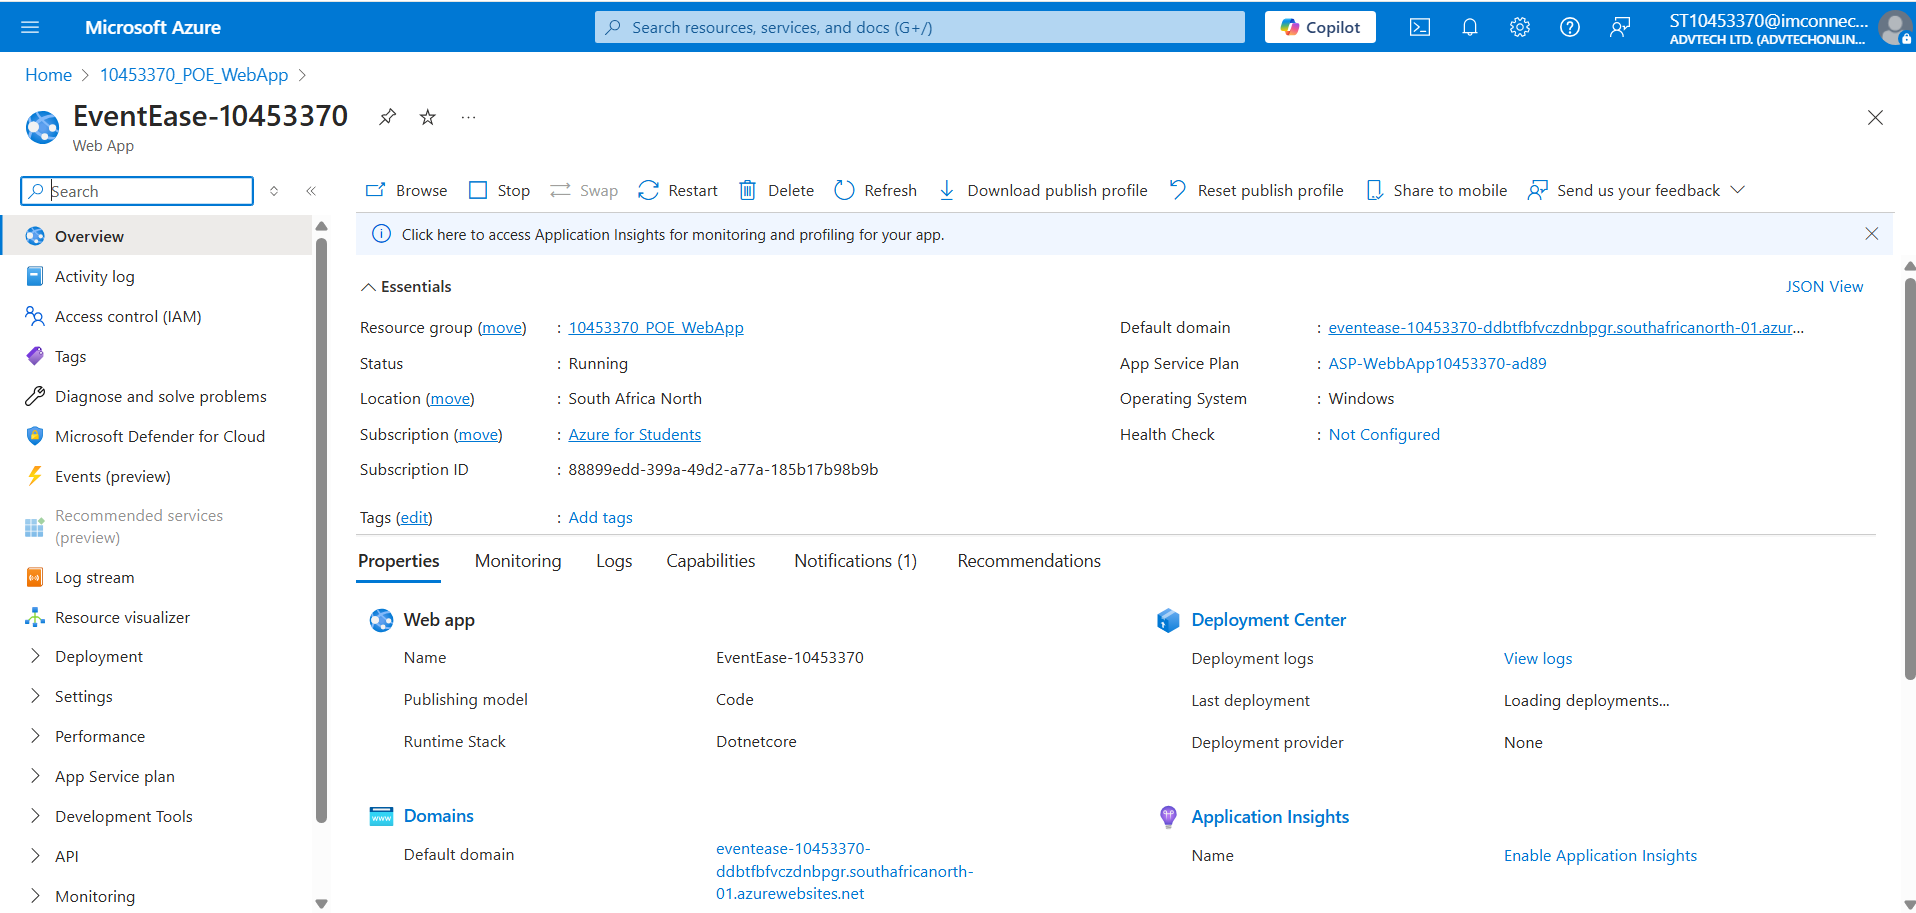 Microsoft Azure
Search resources, services, and docs (G+/)
Copilot
ST10453370@imconnec...
ADVTECH LTD. (ADVTECHONLIN...
Home > 10453370_POE_WebApp >
EventEase-10453370
...
Web App
Search
Browse Stop Swap Restart Delete Refresh Download publish profile Reset publish profile Share to mobile Send us your feedback
Overview
Activity log
Access control (IAM)
Tags
Diagnose and solve problems
Microsoft Defender for Cloud
Events (preview)
Recommended services
(preview)
Log stream
Resource visualizer
Deployment
Settings
Performance
App Service plan
Development Tools
API
Monitoring
Click here to access Application Insights for monitoring and profiling for your app.
Essentials
JSON View
Resource group (move) : 10453370_POE_WebApp
Status : Running
Location (move) : South Africa North
Subscription (move) : Azure for Students
Subscription ID : 88899edd-399a-49d2-a77a-185b17b98b9b
Tags (edit) : Add tags
Default domain : eventease-10453370-ddbtfbfvczdnbpgr.southafricanorth-01.azur...
App Service Plan : ASP-WebbApp10453370-ad89
Operating System : Windows
Health Check : Not Configured
Properties Monitoring Logs Capabilities Notifications (1) Recommendations
Web app
Name EventEase-10453370
Publishing model Code
Runtime Stack Dotnetcore
Domains
www
Default domain eventease-10453370-
ddbtfbfvczdnbpgr.southafricanorth-
01.azurewebsites.net
Deployment Center
Deployment logs View logs
Last deployment Loading deployments...
Deployment provider None
Application Insights
Name Enable Application Insights